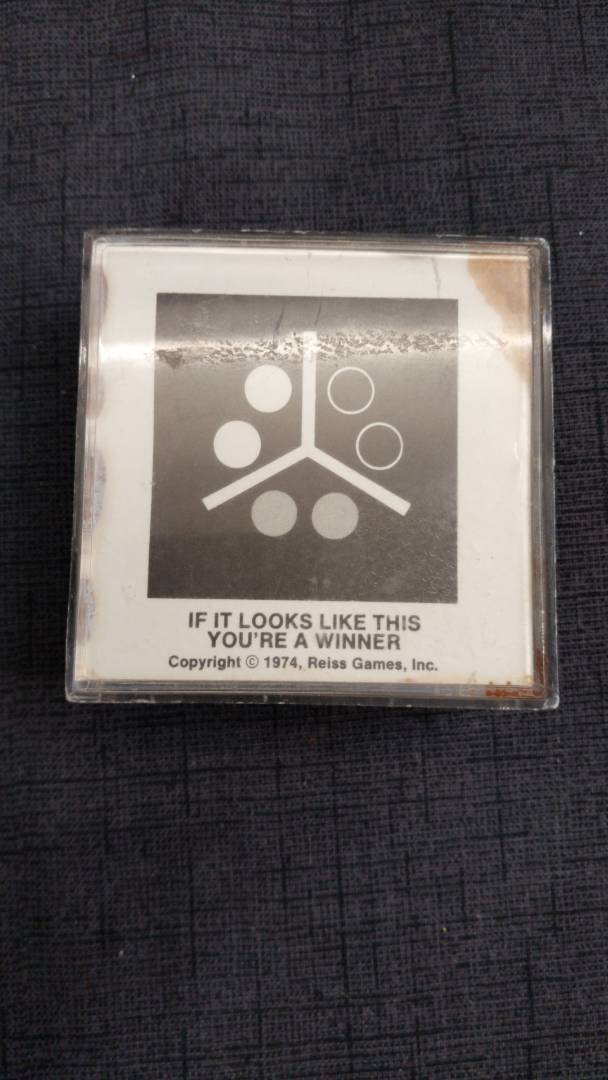 IF IT LOOKS LIKE THIS
YOU'RE A WINNER
Copyright © 1974, Reiss Games, Inc.